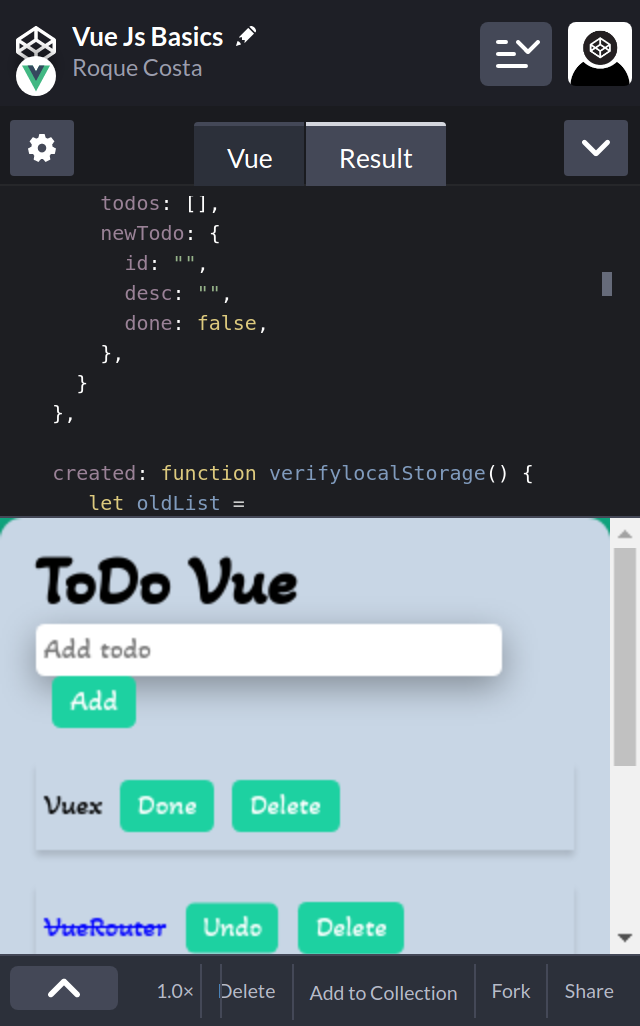 Vue Js Basics
Roque Costa
Vue
Result
todos: [],
newTodo: {
id: "",
desc: "",
done: false,
},
}
},
created: function verifylocalStorage() {
let oldList =
ToDo Vue
Add todo
Add
Vuex Done Delete
VueRouter Undo Delete
1.0× Delete Add to Collection Fork Share